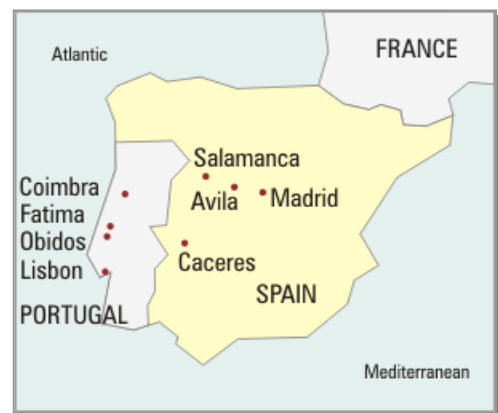 FRANCE
Atlantic
Salamanca
Coimbra
Avila
Madrid
Fatima
Obidos
Caceres
Lisbon
SPAIN
PORTUGAL
Mediterranean